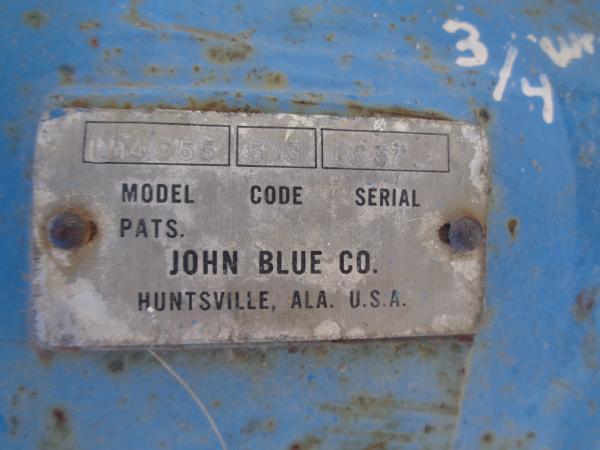 3/4
MODEL CODE SERIAL
PATS.
JOHN BLUE CO.
HUNTSVILLE, ALA. U.S.A.